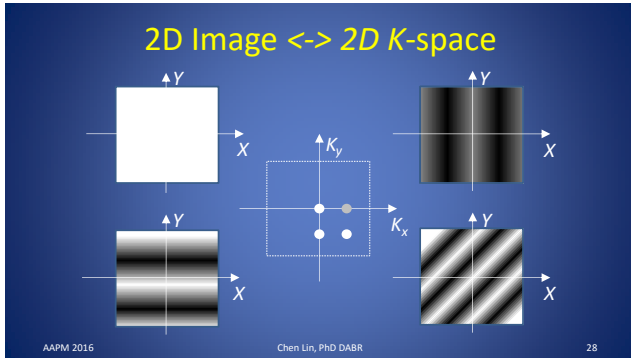 2D Image <-> 2D K-space
Y
X
Y
X
Ky
Kx
Y
X
Y
X
AAPM 2016
Chen Lin, PhD DABR
28